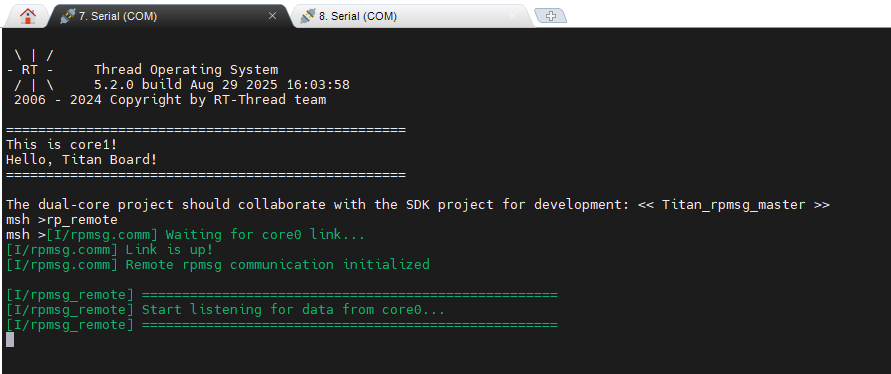 7. Serial (COM)
8. Serial (COM)
\ | /
- RT -     Thread Operating System
/ | \     5.2.0 build Aug 29 2025 16:03:58
2006 - 2024 Copyright by RT-Thread team
==================================================
This is core1!
Hello, Titan Board!
==================================================
The dual-core project should collaborate with the SDK project for development: << Titan_rpmsg_master >>
msh >rp_remote
msh >[I/rpmsg.comm] Waiting for core0 link...
[I/rpmsg.comm] Link is up!
[I/rpmsg.comm] Remote rpmsg communication initialized
[I/rpmsg_remote] ====================================================
[I/rpmsg_remote] Start listening for data from core0...
[I/rpmsg_remote] ====================================================